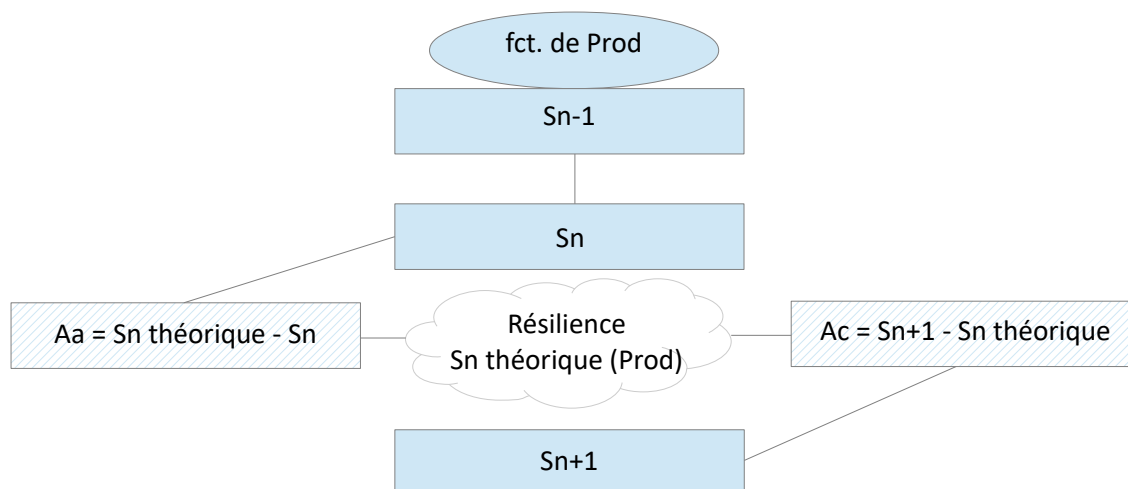 fct. de Prod
Sn-1
Sn
Aa = Sn théorique - Sn
Résilience
Sn théorique (Prod)
Ac = Sn+1 - Sn théorique
Sn+1